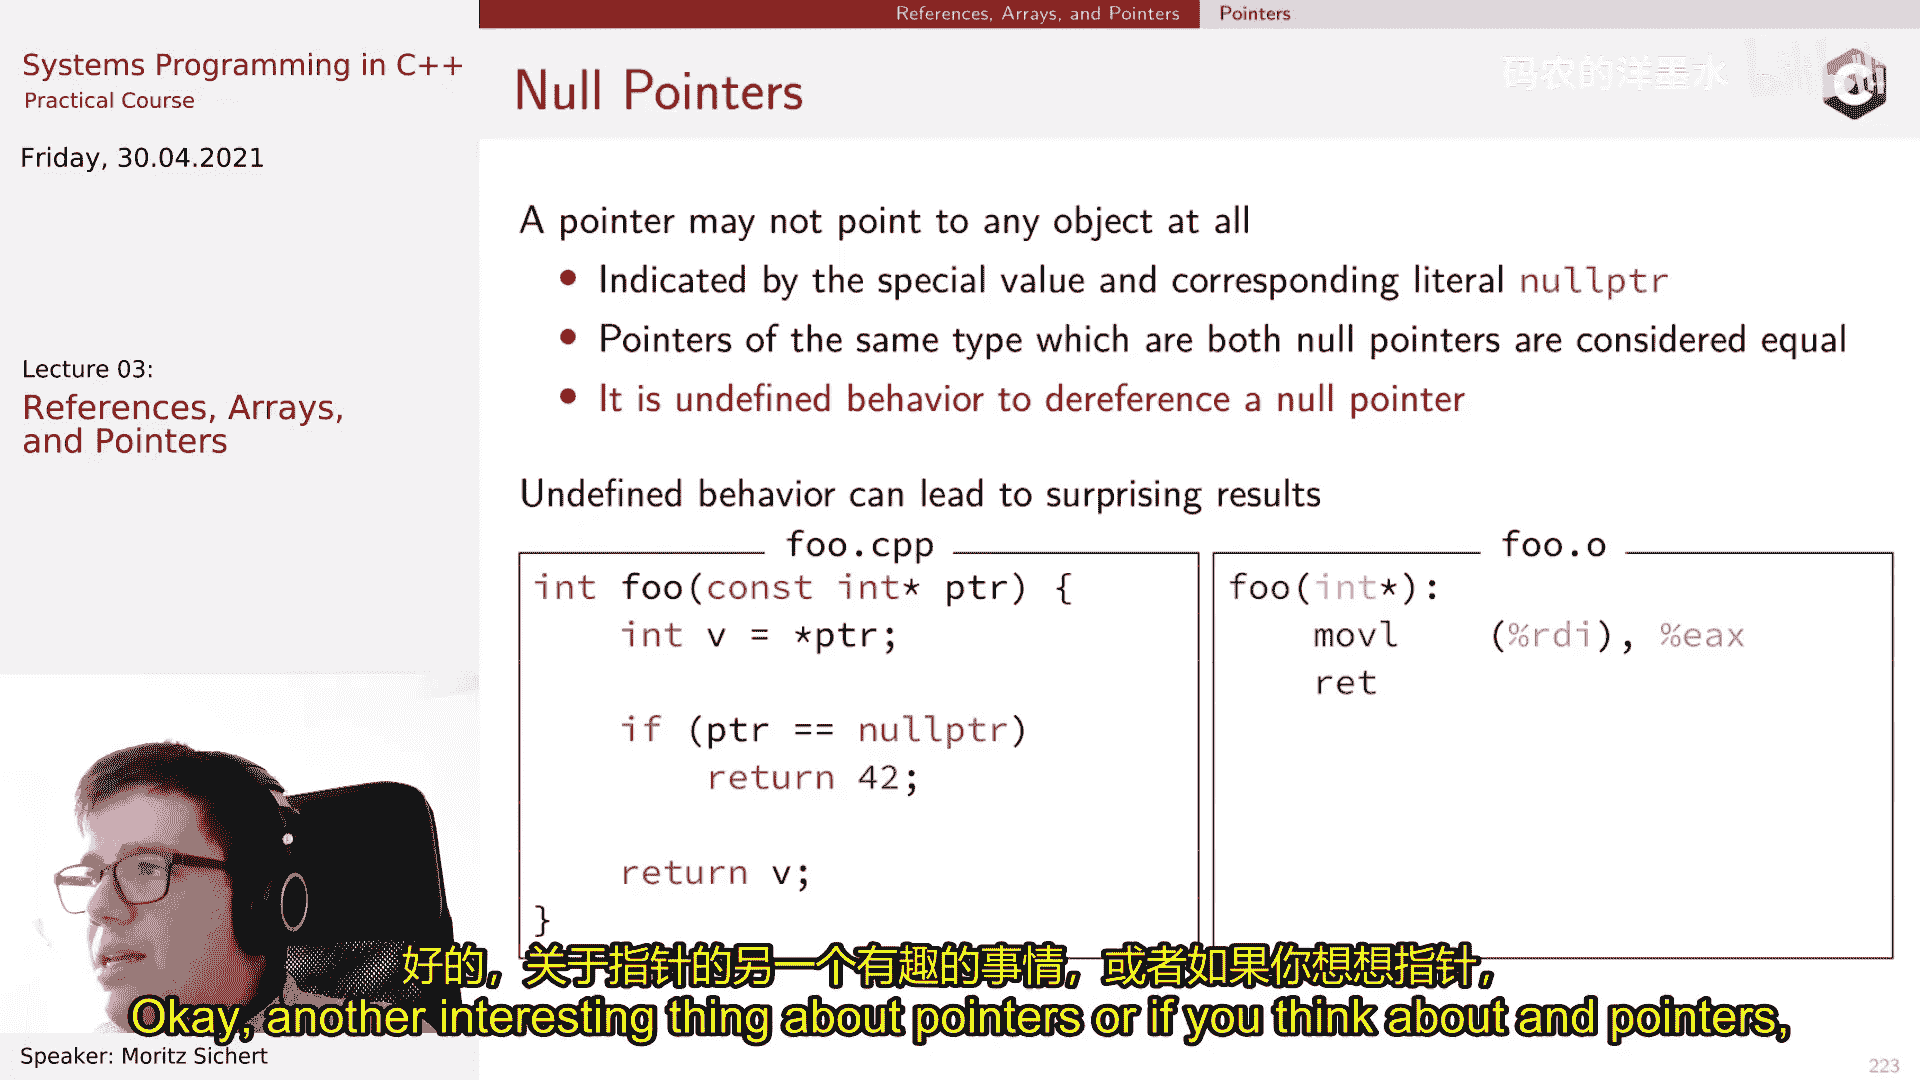 References, Arrays, and Pointers Pointers
Systems Programming in C++
Practical Course
Friday, 30.04.2021
Lecture 03:
References, Arrays,
and Pointers
Null Pointers
码农的洋墨水
A pointer may not point to any object at all
• Indicated by the special value and corresponding literal nullptr
• Pointers of the same type which are both null pointers are considered equal
• It is undefined behavior to dereference a null pointer
Undefined behavior can lead to surprising results
foo.cpp
int foo(const int* ptr) {
    int v = *ptr;
    if (ptr == nullptr)
        return 42;
    return v;
}
foo.o
foo(int*):
    movl    (%rdi), %eax
    ret
好的，关于指针的另一个有趣的事情，或者如果你想想指针，
Okay, another interesting thing about pointers or if you think about and pointers,
Speaker: Moritz Sichert
223